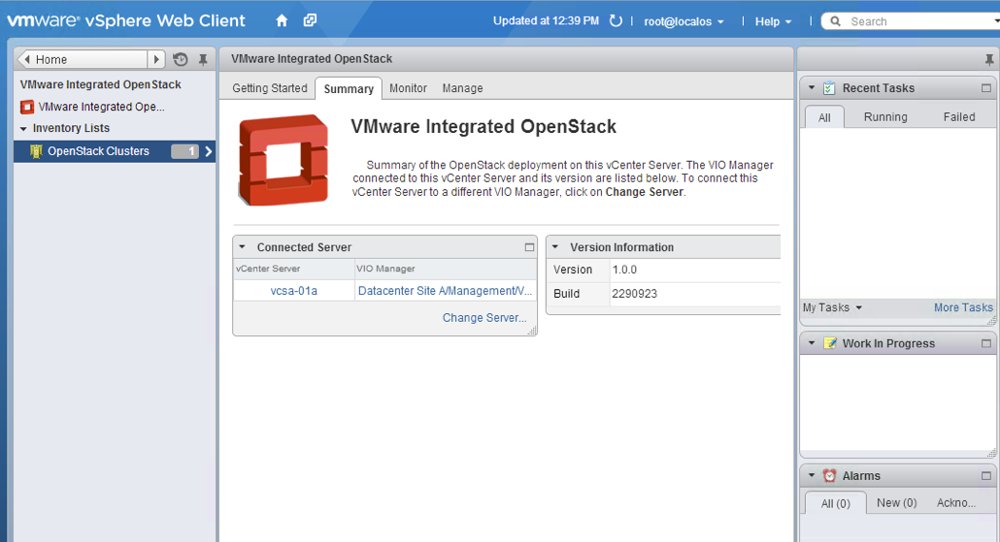 vmware® vSphere Web Client
Updated at 12:39 PM
root@localos
Help
Search
Home
VMware Integrated OpenStack
VMware Integrated Ope...
Inventory Lists
OpenStack Clusters 1
VMware Integrated OpenStack
Getting Started Summary Monitor Manage
VMware Integrated OpenStack
Summary of the OpenStack deployment on this vCenter Server. The VIO Manager
connected to this vCenter Server and its version are listed below. To connect this
vCenter Server to a different VIO Manager, click on Change Server.
Connected Server
vCenter Server VIO Manager
vcsa-01a Datacenter Site A/Management/V...
Change Server...
Version Information
Version 1.0.0
Build 2290923
Recent Tasks
All Running Failed
My Tasks More Tasks
Work In Progress
Alarms
All (0) New (0) Ackno...